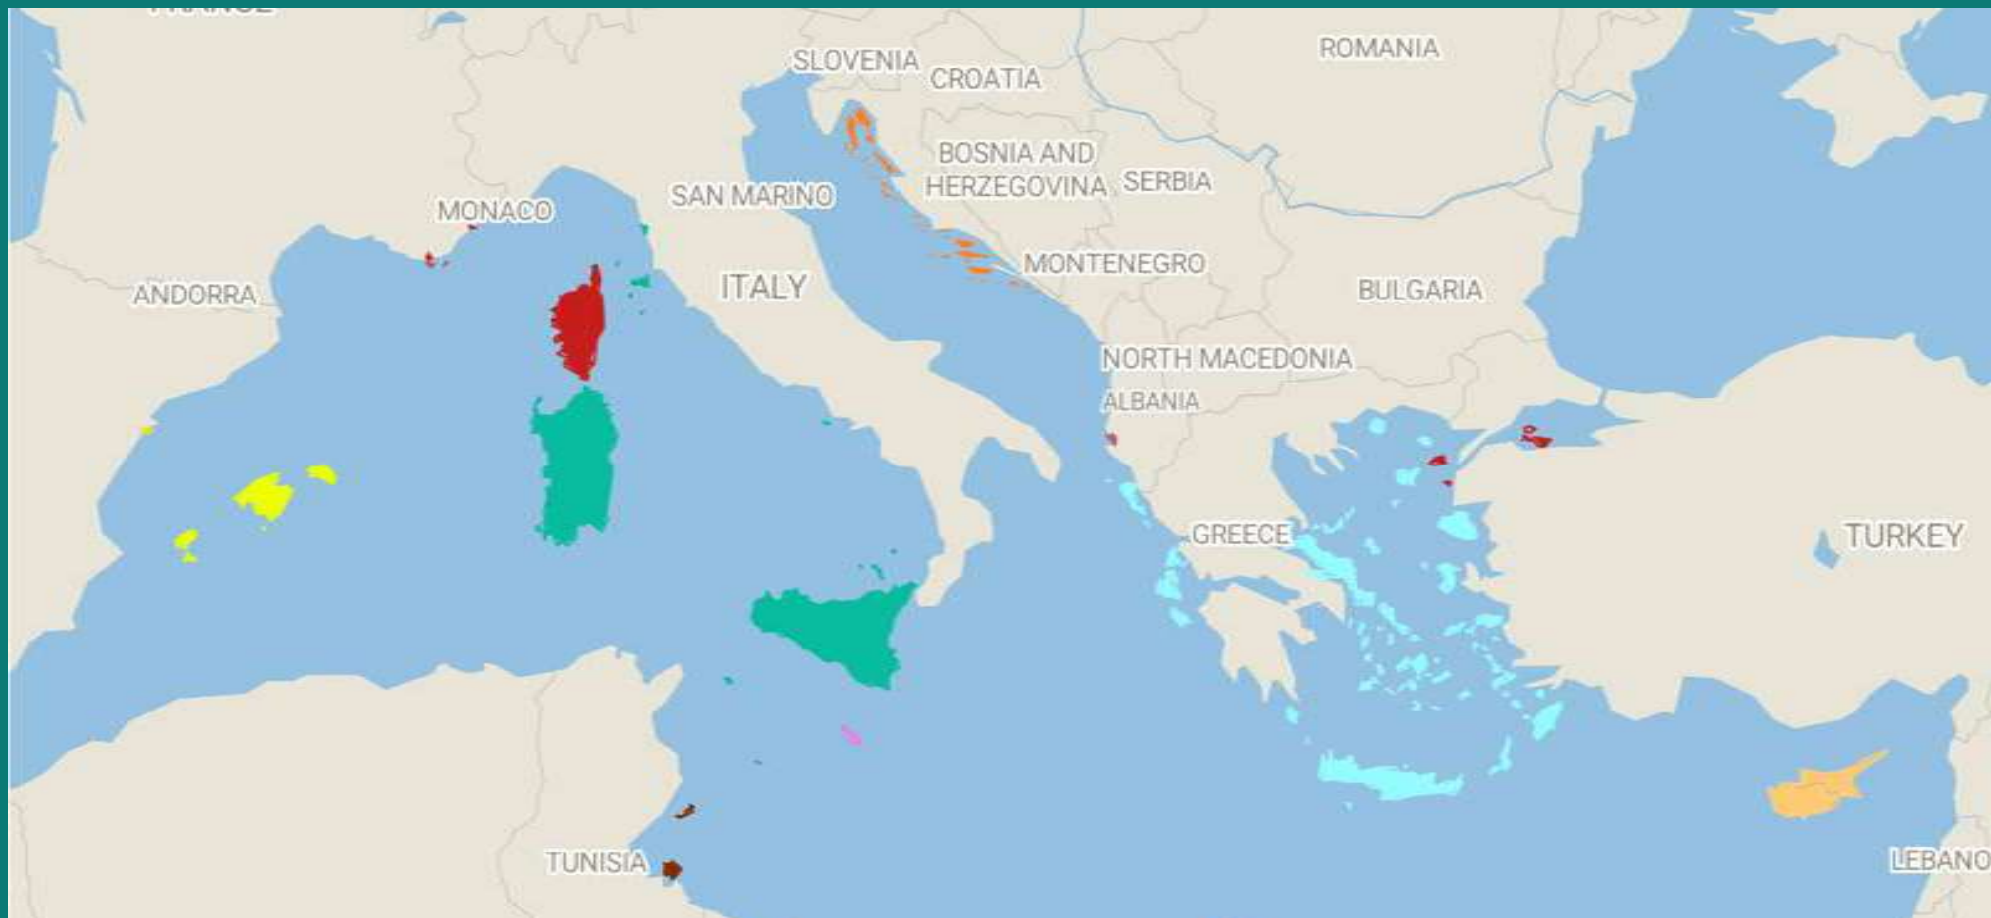 SLOVENIA
ROMANIA
CROATIA
BOSNIA AND
HERZEGOVINA
SERBIA
SAN MARINO
MONACO
MONTENEGRO
ITALY
BULGARIA
ANDORRA
NORTH MACEDONIA
ALBANIA
GREECE
TURKEY
TUNISIA
LEBANO